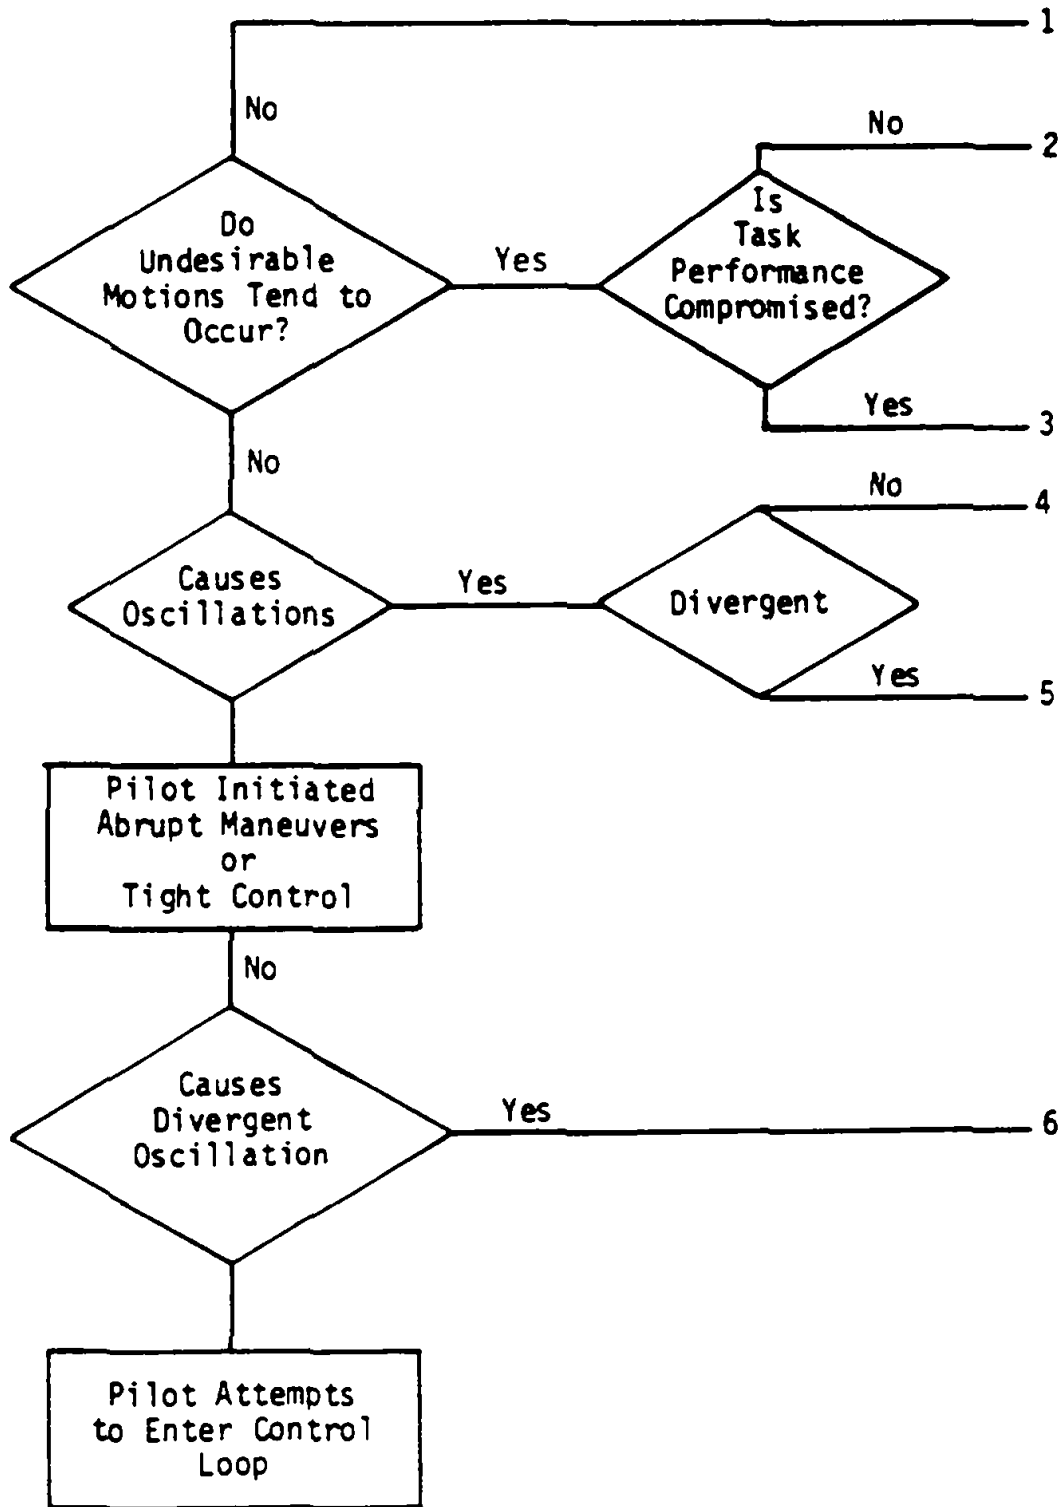 1
No
No
2
Do
Undesirable
Motions Tend to
Occur?
Yes
Is
Task
Performance
Compromised?
Yes
3
No
No
4
Causes
Oscillations
Yes
Divergent
Yes
5
Pilot Initiated
Abrupt Maneuvers
or
Tight Control
No
Causes
Divergent
Oscillation
Yes
6
Pilot Attempts
to Enter Control
Loop